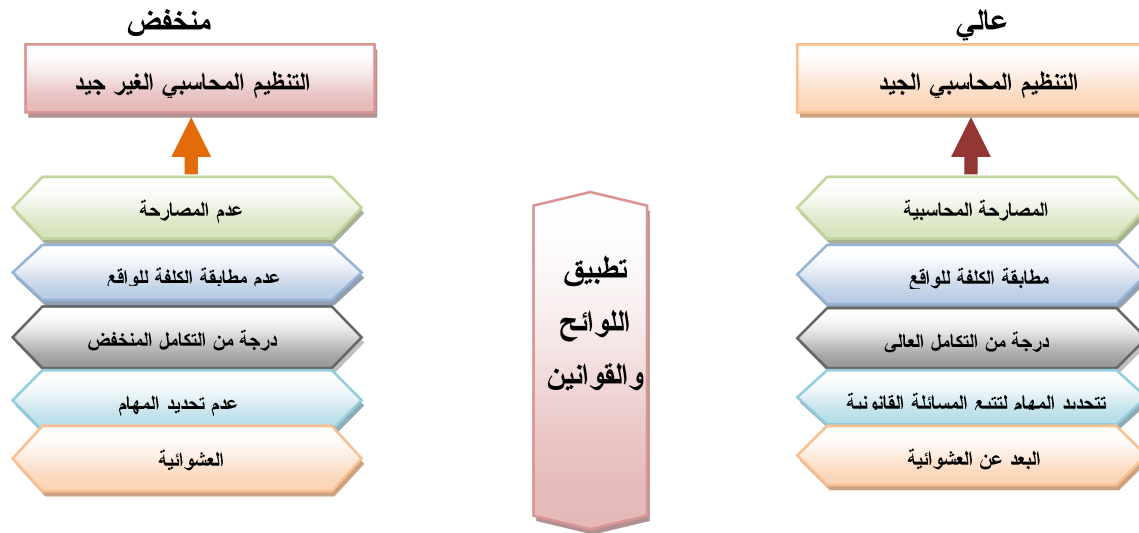 عالي
التنظيم المحاسبي الجيد
المصارحة المحاسبية
مطابقة الكلفة للواقع
درجة من التكامل العالي
تتحديد المهام لتتبع المسائلة القانونية
البعد عن العشوائية
تطبيق
اللوائح
والقوانين
منخفض
التنظيم المحاسبي الغير جيد
عدم المصارحة
عدم مطابقة الكلفة للواقع
درجة من التكامل المنخفض
عدم تحديد المهام
العشوائية